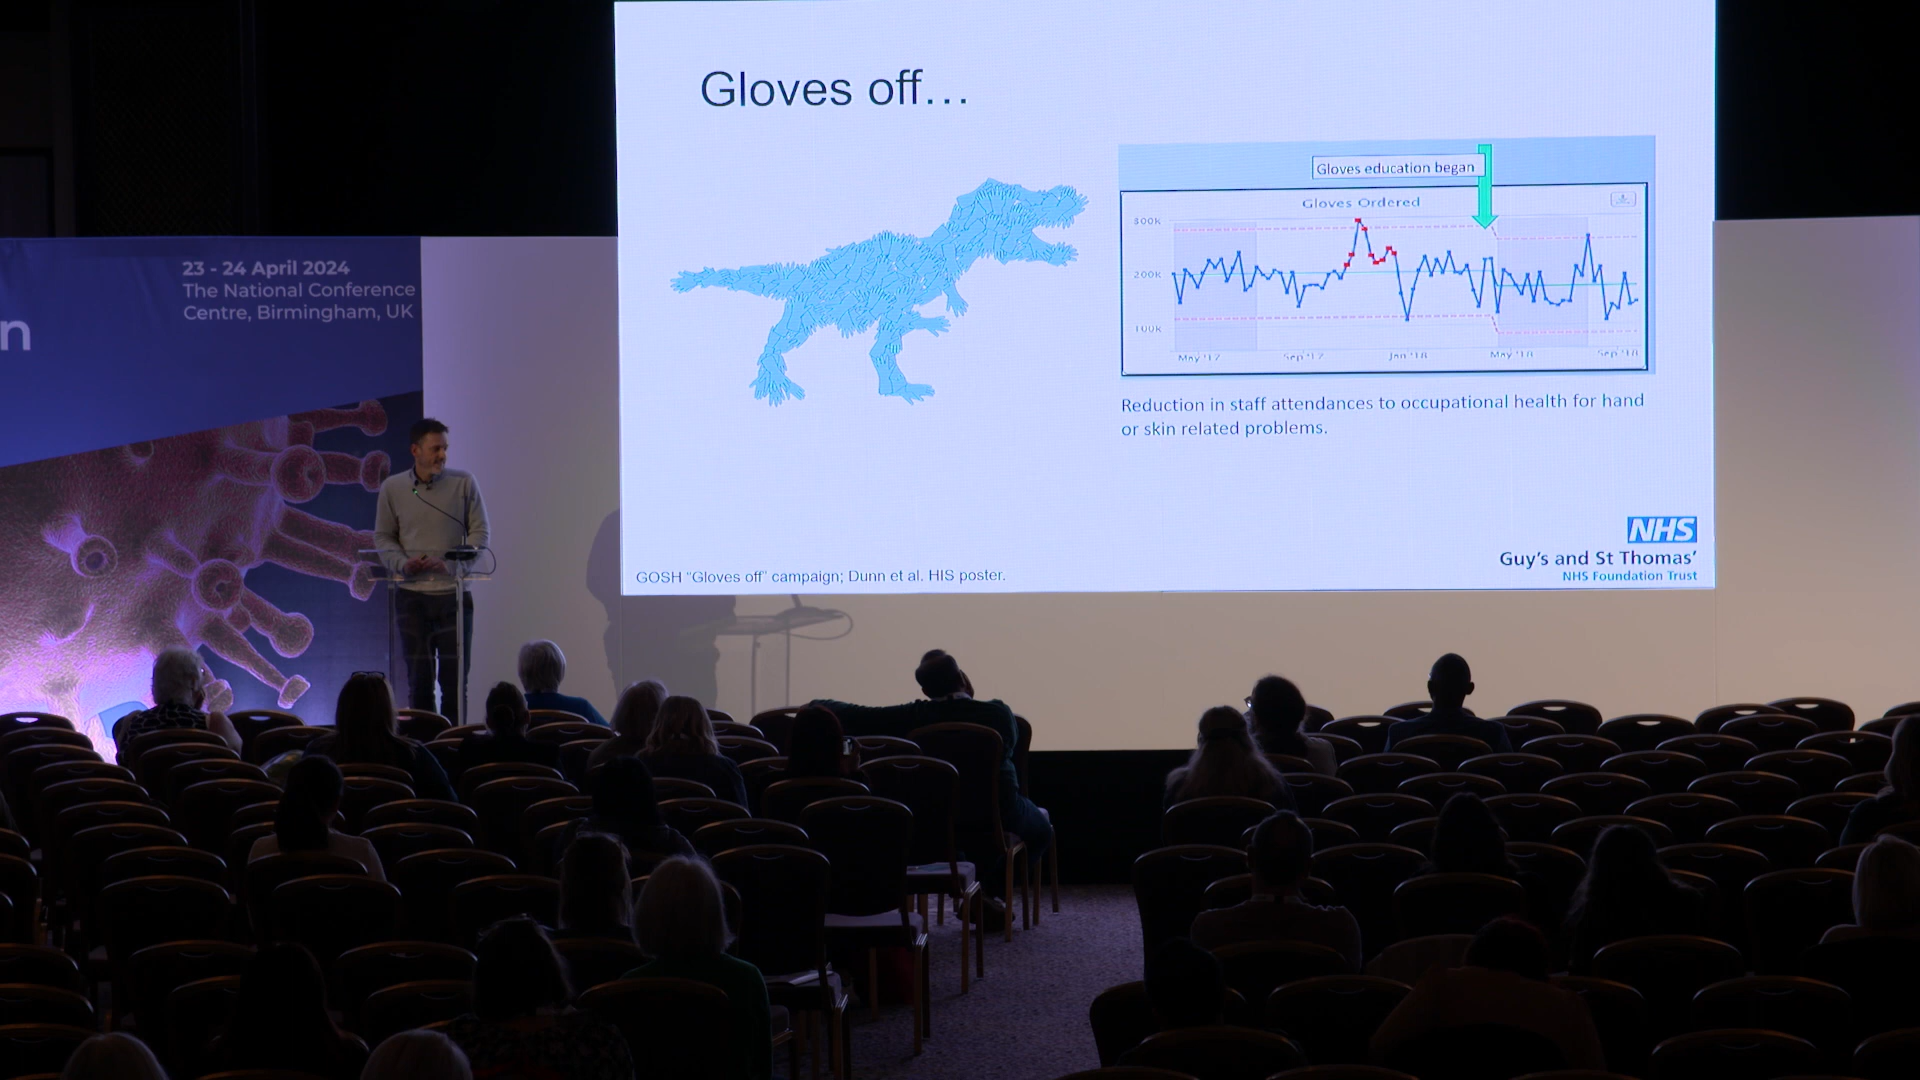 Gloves off...
Gloves education began
Gloves Ordered
300K
200K
100K
May '17
Sep '17
Jan '18
May '18
Sep '18
Reduction in staff attendances to occupational health for hand
or skin related problems.
NHS
Guy's and St Thomas'
NHS Foundation Trust
GOSH "Gloves off" campaign; Dunn et al. HIS poster.
23 - 24 April 2024
The National Conference
Centre, Birmingham, UK
n